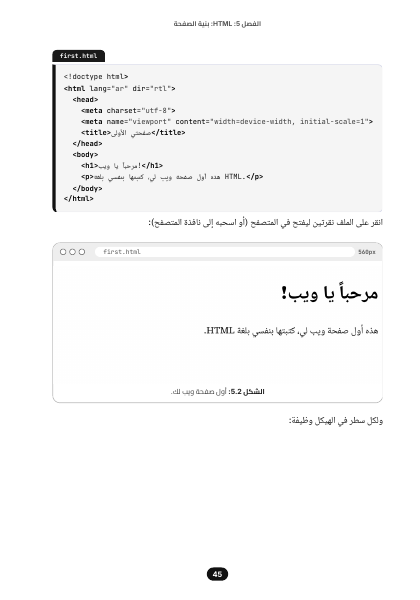 الفصل 5: HTML: بنية الصفحة
first.html
<!doctype html>
<html lang="ar" dir="rtl">
<head>
<meta charset="utf-8">
<meta name="viewport" content="width=device-width, initial-scale=1">
<title>صفحتي الأولى</title>
</head>
<body>
<h1>مرحباً يا ويب!</h1>
<p>هذه أول صفحة ويب لي، كتبتها بنفسي بلغة HTML.</p>
</body>
</html>
انقر على الملف نقرتين ليفتح في المتصفح (أو اسحبه إلى نافذة المتصفح):
first.html
560px
مرحباً يا ويب!
هذه أول صفحة ويب لي، كتبتها بنفسي بلغة HTML.
الشكل 5.2: أول صفحة ويب لك.
ولكل سطر في الهيكل وظيفة:
45